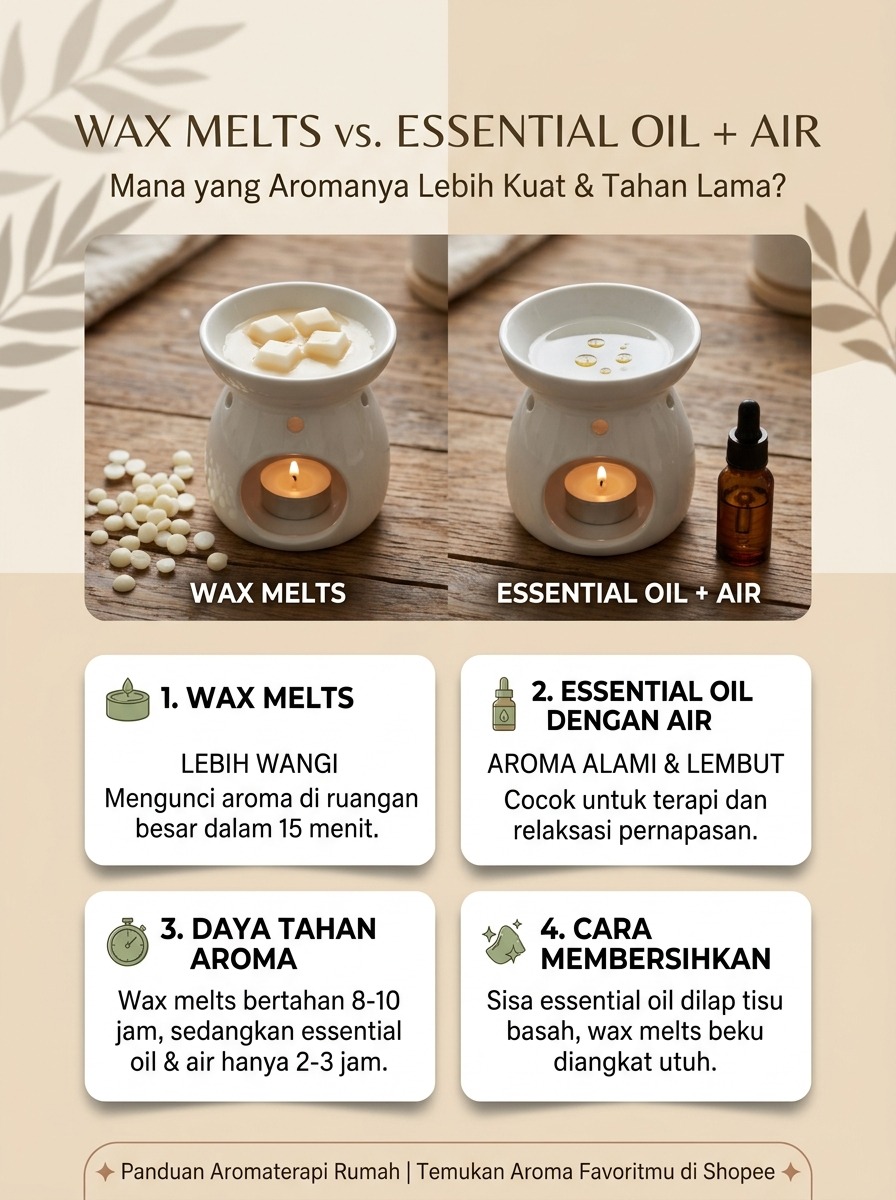 WAX MELTS vs. ESSENTIAL OIL + AIR
Mana yang Aromanya Lebih Kuat & Tahan Lama?
WAX MELTS
ESSENTIAL OIL + AIR
1. WAX MELTS
LEBIH WANGI
Mengunci aroma di ruangan
besar dalam 15 menit.
2. ESSENTIAL OIL
DENGAN AIR
AROMA ALAMI & LEMBUT
Cocok untuk terapi dan
relaksasi pernapasan.
3. DAYA TAHAN
AROMA
Wax melts bertahan 8-10
jam, sedangkan essential
oil & air hanya 2-3 jam.
4. CARA
MEMBERSIHKAN
Sisa essential oil dilap tisu
basah, wax melts beku
diangkat utuh.
Panduan Aromaterapi Rumah | Temukan Aroma Favoritmu di Shopee